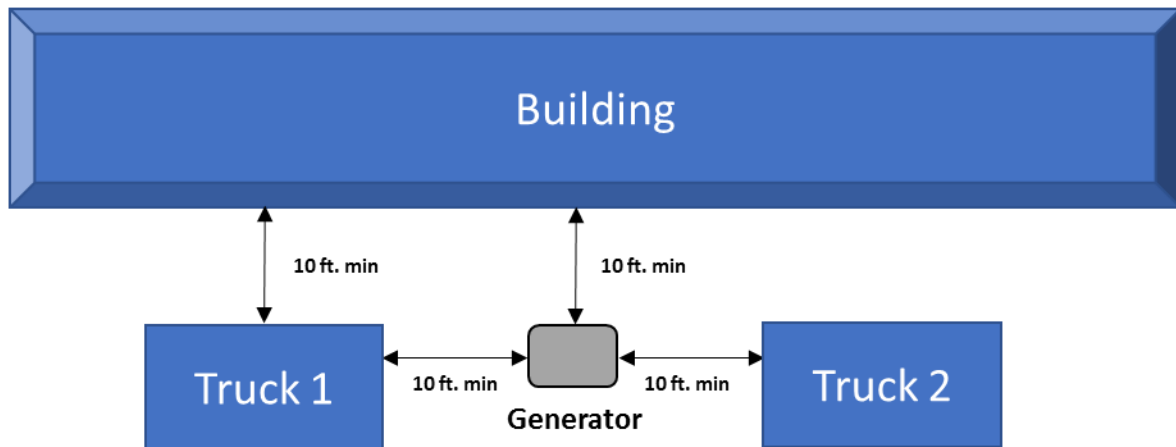 Building
10 ft. min
10 ft. min
Truck 1
10 ft. min
Generator
10 ft. min
Truck 2